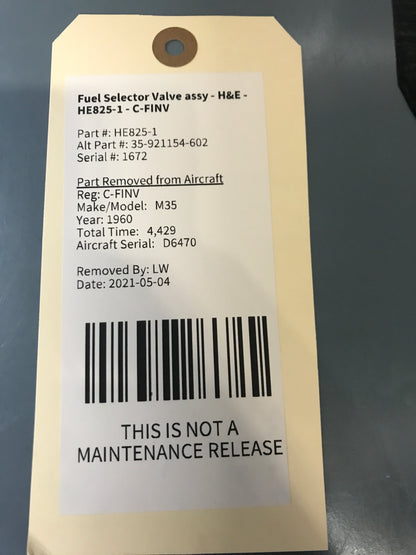 Fuel Selector Valve assy - H&E -
HE825-1 - C-FINV
Part #: HE825-1
Alt Part #: 35-921154-602
Serial #: 1672
Part Removed from Aircraft
Reg: C-FINV
Make/Model: M35
Year: 1960
Total Time: 4,429
Aircraft Serial: D6470
Removed By: LW
Date: 2021-05-04
THIS IS NOT A
MAINTENANCE RELEASE